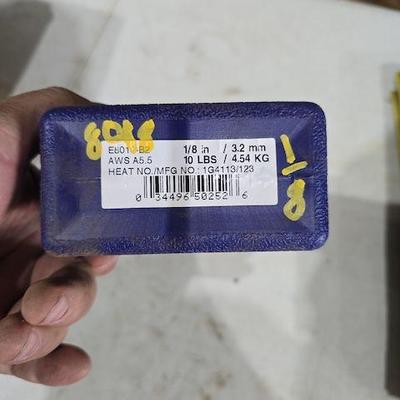 8018
E8018-B2 1/8 in / 3.2 mm
AWS A5.5 10 LBS / 4.54 KG
HEAT NO./MFG NO.: 1G4113/123
0 34496 50252 6
1/8